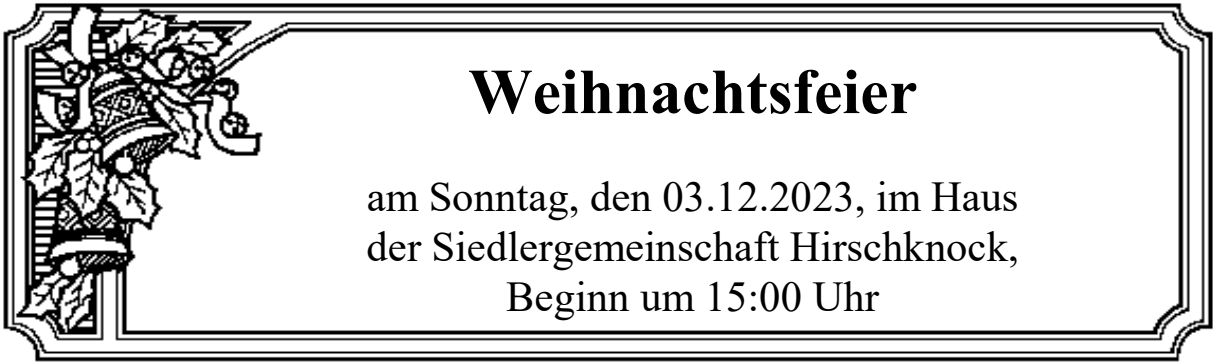 Weihnachtsfeier
am Sonntag, den 03.12.2023, im Haus
der Siedlergemeinschaft Hirschknock,
Beginn um 15:00 Uhr